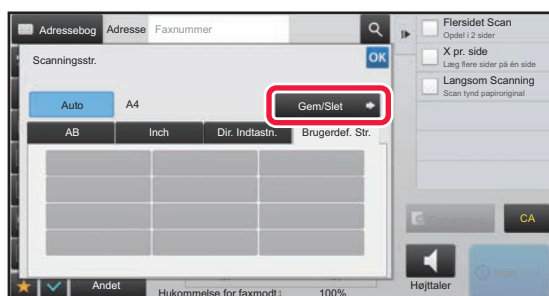 Adressebog Adresse Faxnummer
Flersidet Scan
Opdel i 2 sider
X pr. side
Læg flere sider på én side
Langsom Scanning
Scan tynd papiroriginal
Scanningsstr. OK
Auto A4 Gem/Slet
AB Inch Dir. Indtastn. Brugerdef. Str.
CA
Start
Højttaler
Andet
Hukommelse for faxmodt: 100%